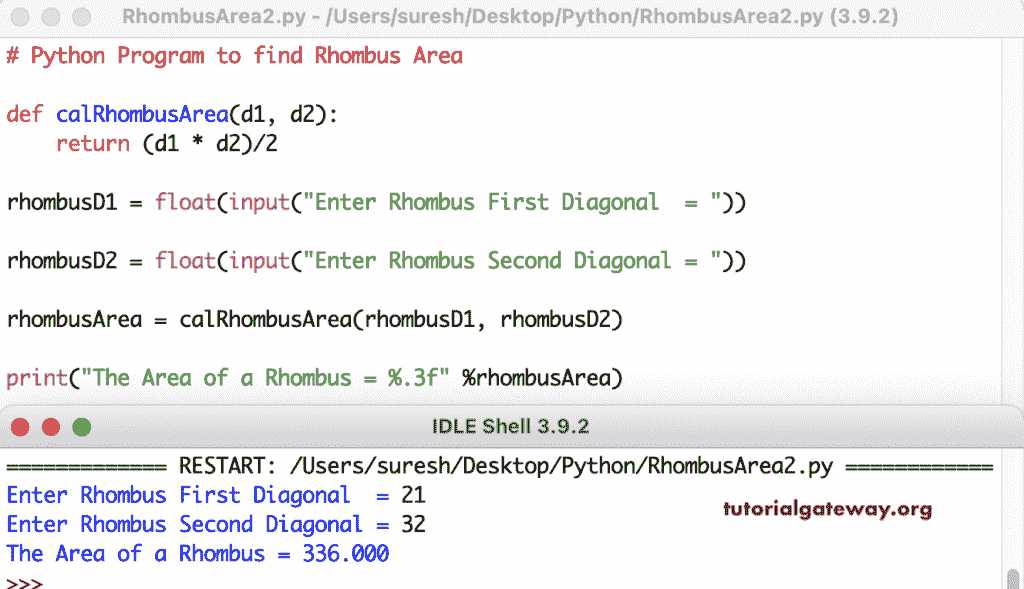 RhombusArea2.py - /Users/suresh/Desktop/Python/RhombusArea2.py (3.9.2)
# Python Program to find Rhombus Area
def calRhombusArea(d1, d2):
    return (d1 * d2)/2
rhombusD1 = float(input("Enter Rhombus First Diagonal  = "))
rhombusD2 = float(input("Enter Rhombus Second Diagonal = "))
rhombusArea = calRhombusArea(rhombusD1, rhombusD2)
print("The Area of a Rhombus = %.3f" %rhombusArea)
IDLE Shell 3.9.2
============= RESTART: /Users/suresh/Desktop/Python/RhombusArea2.py ============
Enter Rhombus First Diagonal  = 21
tutorialgateway.org
Enter Rhombus Second Diagonal = 32
The Area of a Rhombus = 336.000
>>>